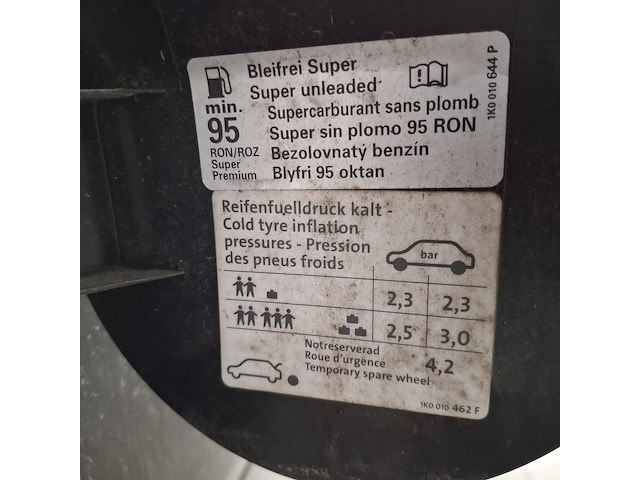 Bleifrei Super
Super unleaded
Supercarburant sans plomb
Super sin plomo 95 RON
Bezolovnatý benzín
Blyfri 95 oktan
min.
95
RON/ROZ
Super
Premium
1K0 010 644 P
Reifenfuelldruck kalt -
Cold tyre inflation
pressures - Pression
des pneus froids
bar
2,3 2,3
2,5 3,0
Notreserverad
Roue d'urgence
Temporary spare wheel
4,2
1K0 010 462 F